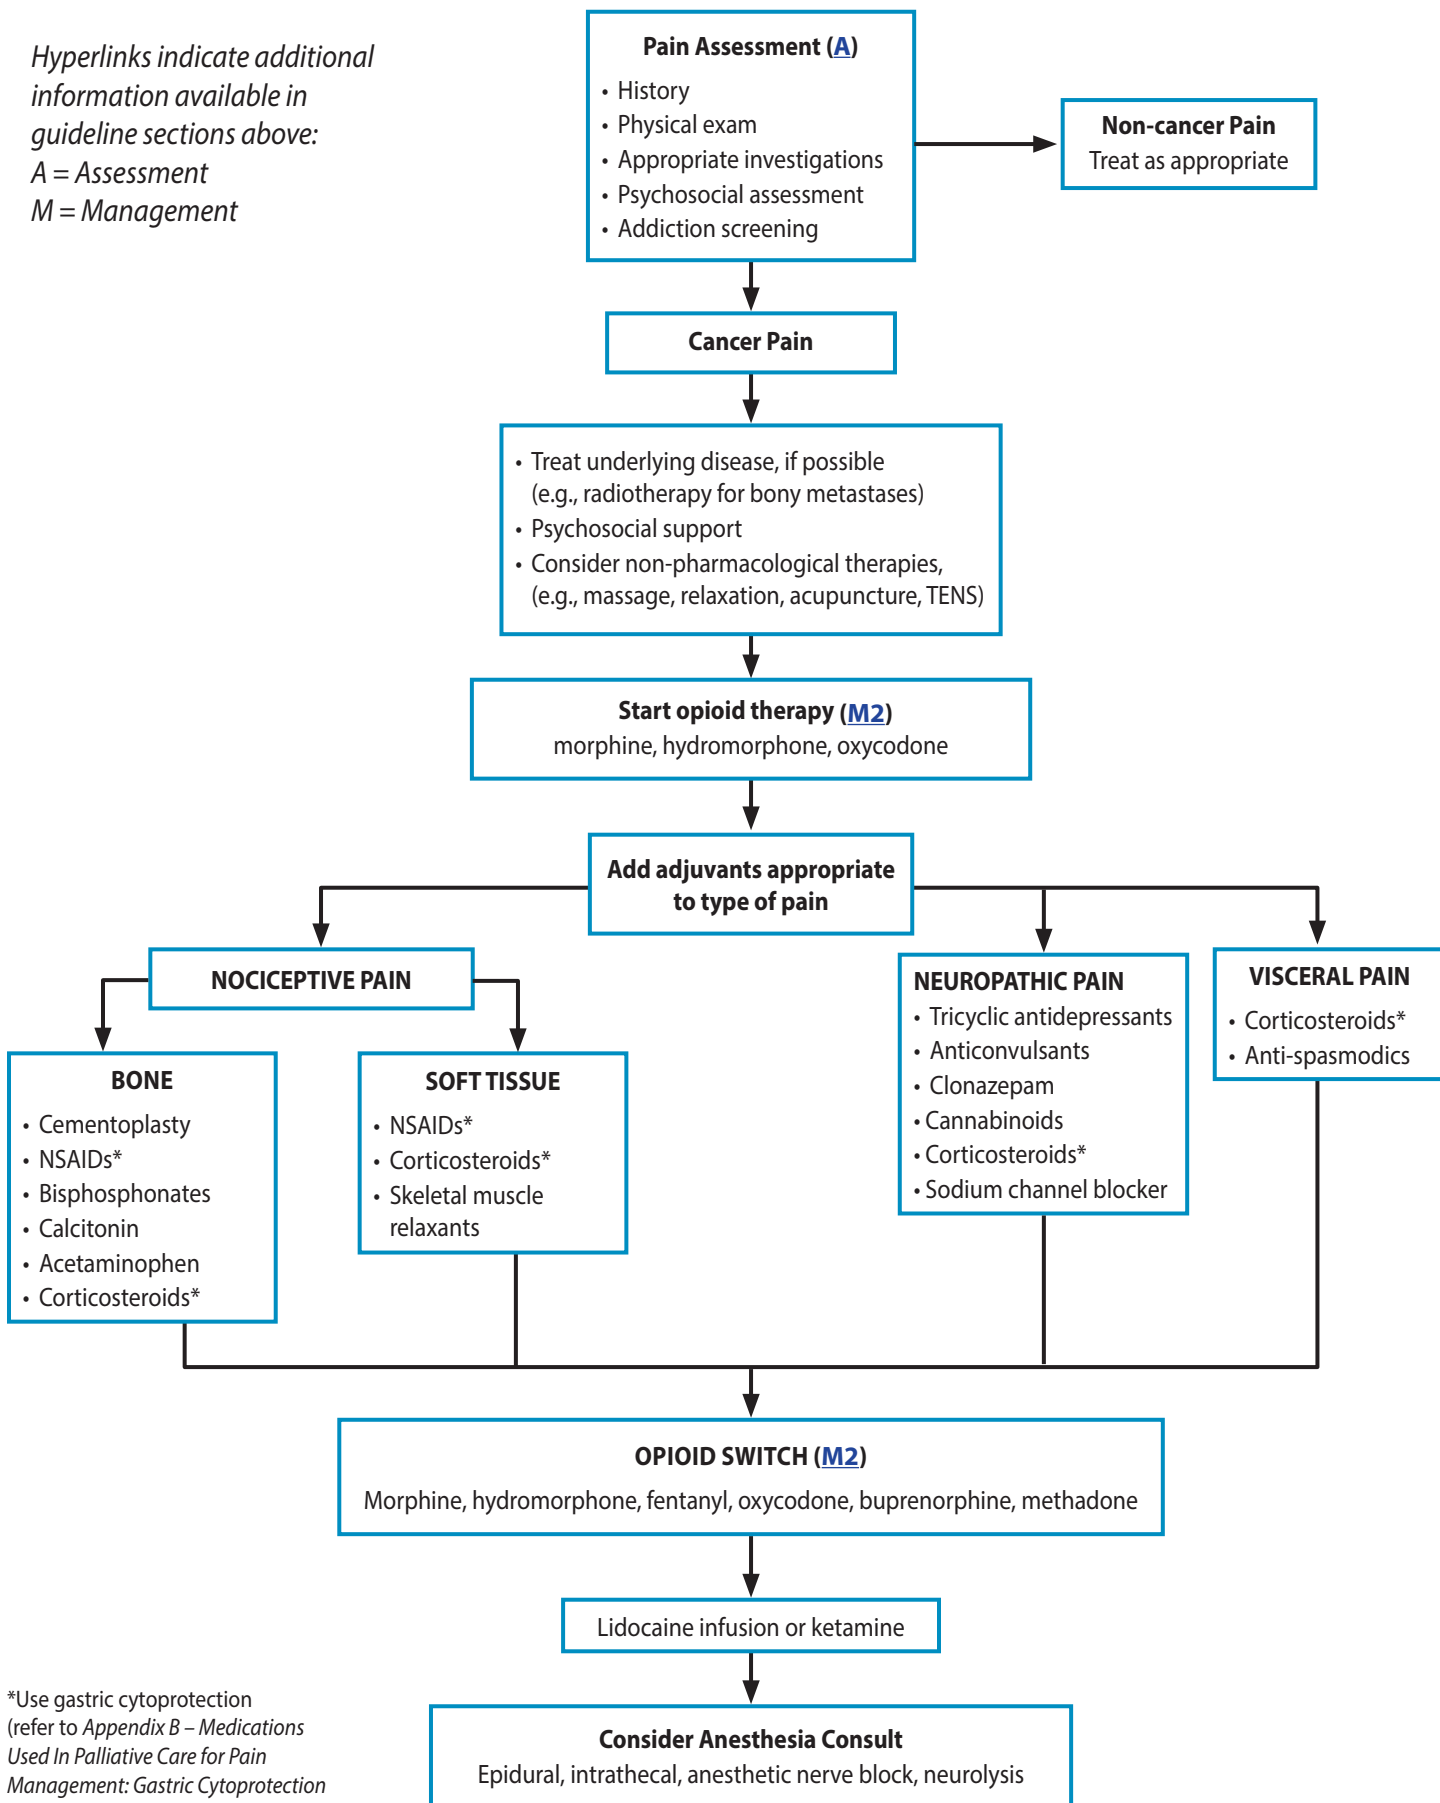 Hyperlinks indicate additional
information available in
guideline sections above:
A = Assessment
M = Management
Pain Assessment (A)
• History
• Physical exam
• Appropriate investigations
• Psychosocial assessment
• Addiction screening
Non-cancer Pain
Treat as appropriate
Cancer Pain
• Treat underlying disease, if possible
(e.g., radiotherapy for bony metastases)
• Psychosocial support
• Consider non-pharmacological therapies,
(e.g., massage, relaxation, acupuncture, TENS)
Start opioid therapy (M2)
morphine, hydromorphone, oxycodone
Add adjuvants appropriate
to type of pain
NOCICEPTIVE PAIN
BONE
• Cementoplasty
• NSAIDs*
• Bisphosphonates
• Calcitonin
• Acetaminophen
• Corticosteroids*
SOFT TISSUE
• NSAIDs*
• Corticosteroids*
• Skeletal muscle
relaxants
NEUROPATHIC PAIN
• Tricyclic antidepressants
• Anticonvulsants
• Clonazepam
• Cannabinoids
• Corticosteroids*
• Sodium channel blocker
VISCERAL PAIN
• Corticosteroids*
• Anti-spasmodics
OPIOID SWITCH (M2)
Morphine, hydromorphone, fentanyl, oxycodone, buprenorphine, methadone
Lidocaine infusion or ketamine
Consider Anesthesia Consult
Epidural, intrathecal, anesthetic nerve block, neurolysis
*Use gastric cytoprotection
(refer to Appendix B – Medications
Used In Palliative Care for Pain
Management: Gastric Cytoprotection